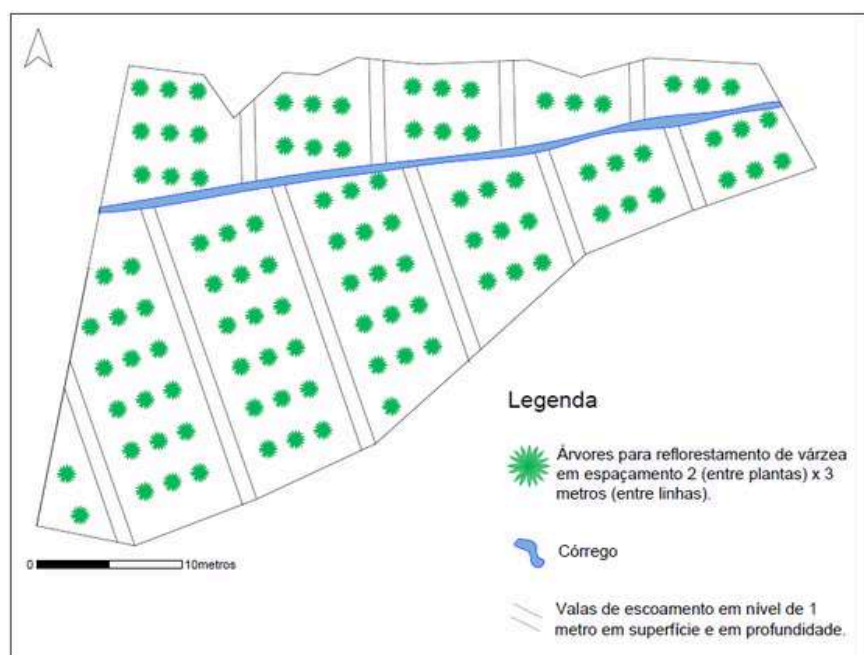 Legenda
Árvores para reflorestamento de várzea
em espaçamento 2 (entre plantas) x 3
metros (entre linhas).
0 10metros
Córrego
Valas de escoamento em nível de 1
metro em superfície e em profundidade.